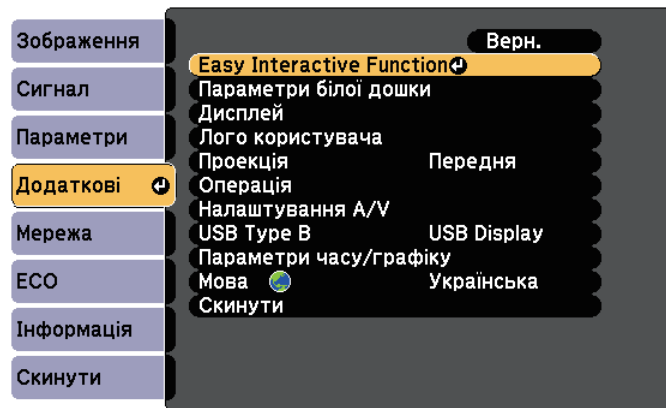 Зображення
Сигнал
Параметри
Додаткові
Мережа
ECO
Інформація
Скинути
Верн.
Easy Interactive Function
Параметри білої дошки
Дисплей
Лого користувача
Проекція Передня
Операція
Налаштування A/V
USB Type B USB Display
Параметри часу/графіку
Мова Українська
Скинути